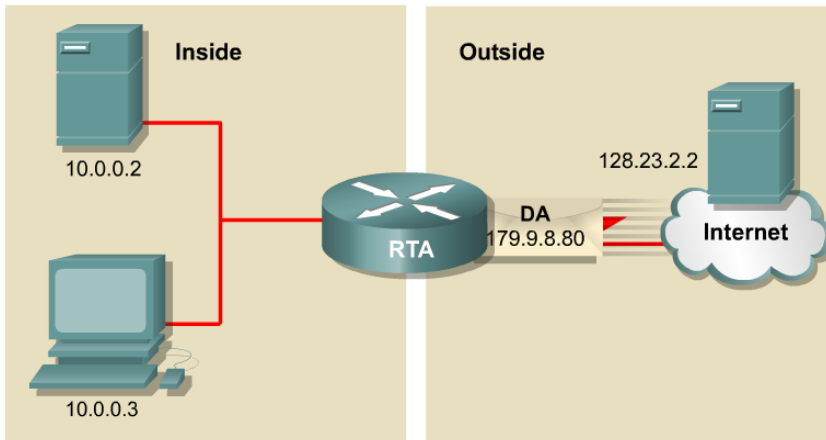 Inside
Outside
10.0.0.2
128.23.2.2
DA
179.9.8.80
RTA
Internet
10.0.0.3